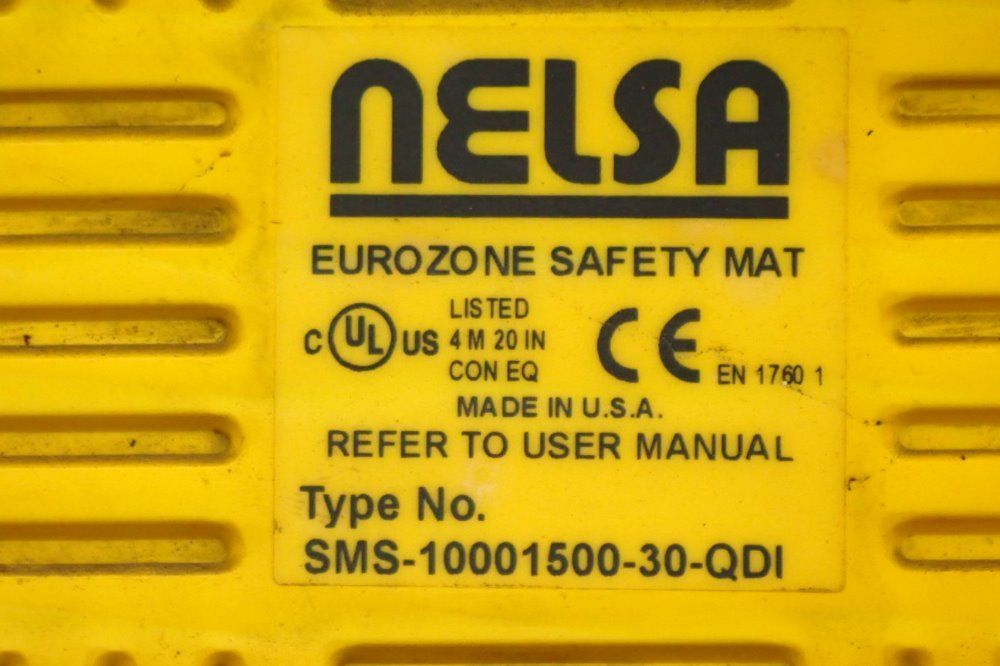 NELSA
EUROZONE SAFETY MAT
C UL US
LISTED
4 M 20 IN
CON EQ
CE
EN 1760 1
MADE IN U.S.A.
REFER TO USER MANUAL
Type No.
SMS-10001500-30-QDI